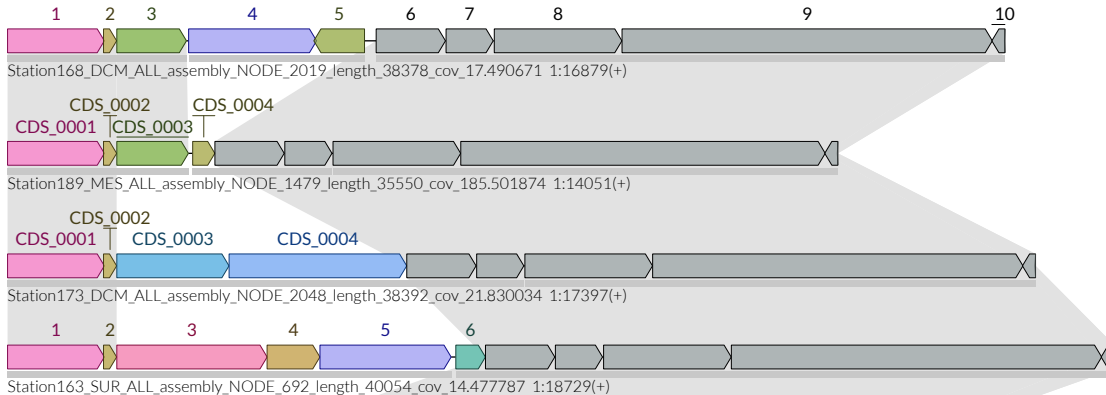 1 2 3 4 5 6 7 8 9 10
Station168_DCM_ALL_assembly_NODE_2019_length_38378_cov_17.490671 1:16879(+)
CDS_0002 CDS_0004
CDS_0001 CDS_0003
Station189_MES_ALL_assembly_NODE_1479_length_35550_cov_185.501874 1:14051(+)
CDS_0002
CDS_0001 CDS_0003 CDS_0004
Station173_DCM_ALL_assembly_NODE_2048_length_38392_cov_21.830034 1:17397(+)
1 2 3 4 5 6
Station163_SUR_ALL_assembly_NODE_692_length_40054_cov_14.477787 1:18729(+)